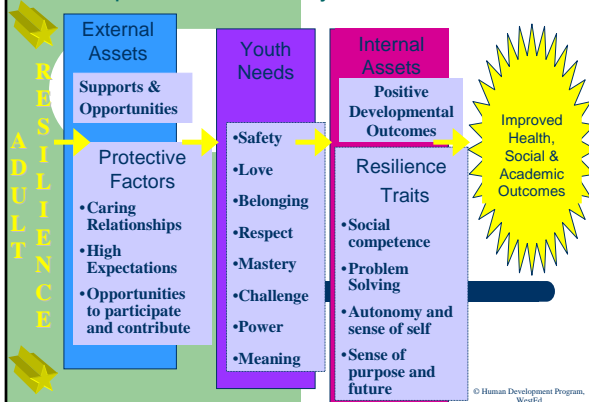 ADULT
RESILIENCE
External
Assets
Supports &
Opportunities
Protective
Factors
•Caring
Relationships
•High
Expectations
•Opportunities
to participate
and contribute
Youth
Needs
•Safety
•Love
•Belonging
•Respect
•Mastery
•Challenge
•Power
•Meaning
Internal
Assets
Positive
Developmental
Outcomes
Resilience
Traits
•Social
competence
•Problem
Solving
•Autonomy and
sense of self
•Sense of
purpose and
future
Improved
Health,
Social &
Academic
Outcomes
© Human Development Program,
WestEd